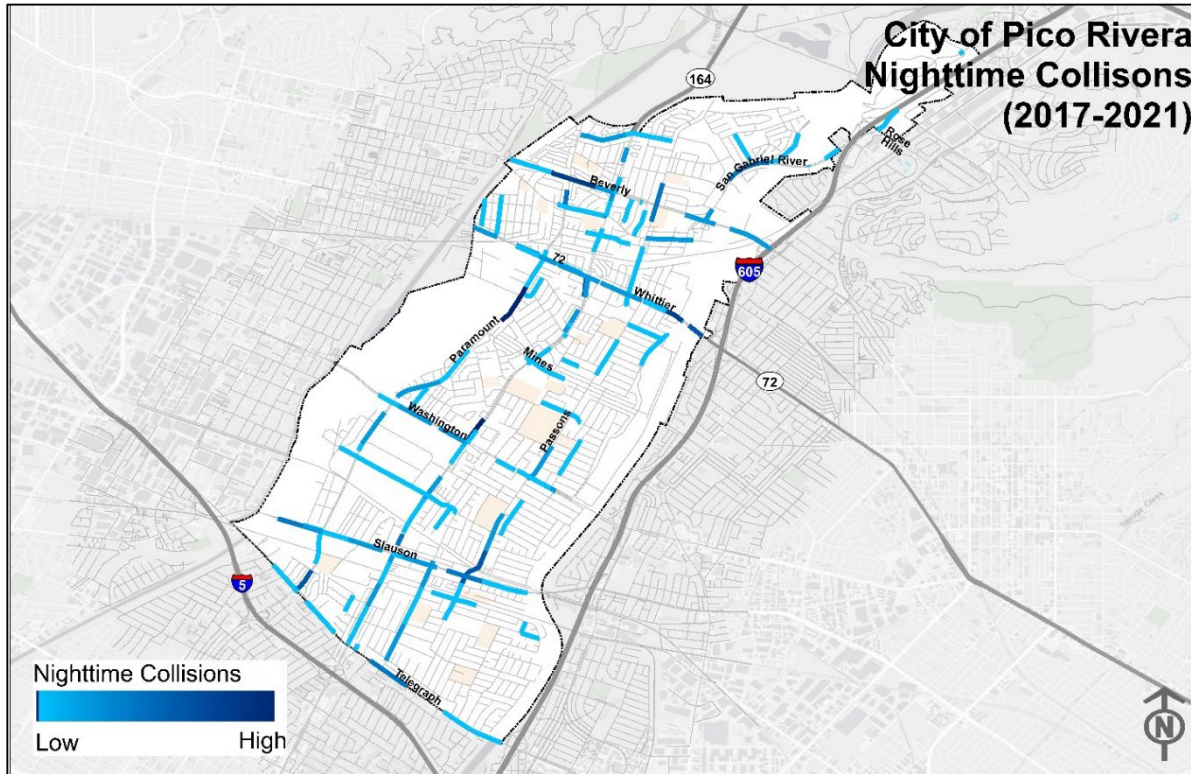 City of Pico Rivera
Nighttime Collisons
(2017-2021)
164
Rose
Hills
San Gabriel River
Beverly
72
605
Whittier
Paramount
Mines
72
Washington
Passons
Slauson
5
Telegraph
Nighttime Collisions
Low High
N